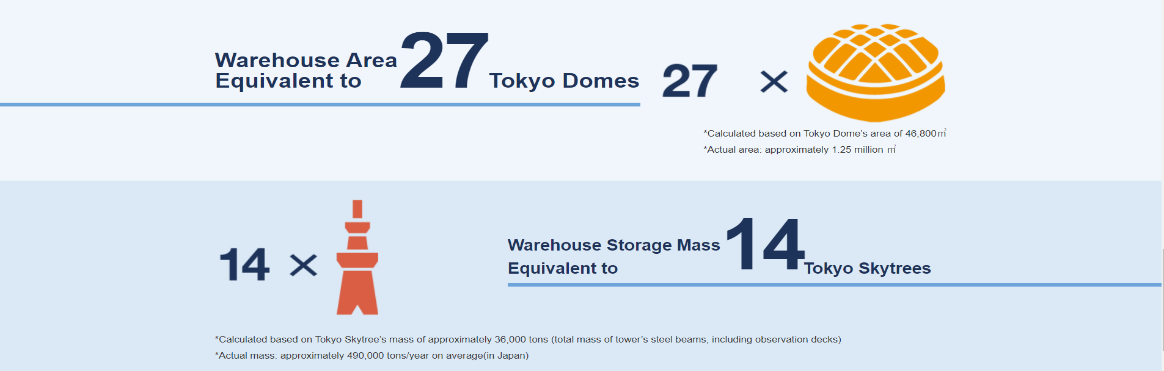 Warehouse Area
Equivalent to 27 Tokyo Domes
27 ×
*Calculated based on Tokyo Dome's area of 46,800㎡
*Actual area: approximately 1.25 million ㎡
14 ×
Warehouse Storage Mass
Equivalent to 14 Tokyo Skytrees
*Calculated based on Tokyo Skytree's mass of approximately 36,000 tons (total mass of tower's steel beams, including observation decks)
*Actual mass: approximately 490,000 tons/year on average(in Japan)